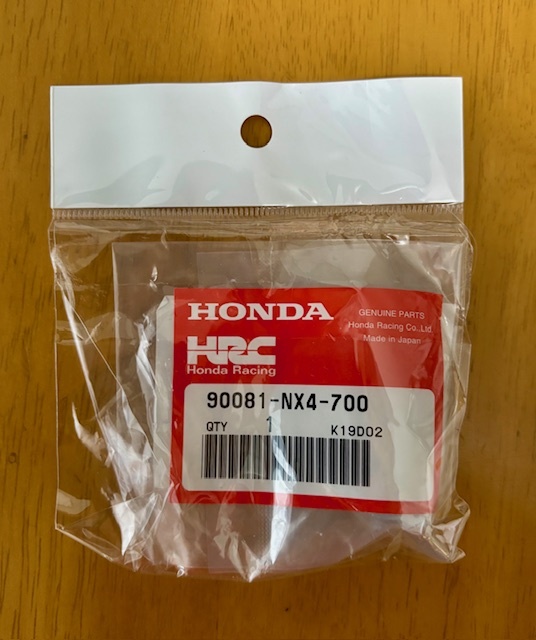 HONDA
GENUINE PARTS
Honda Racing Co.,Ltd.
Made in Japan
HRC
Honda Racing
90081-NX4-700
QTY 1 K19D02